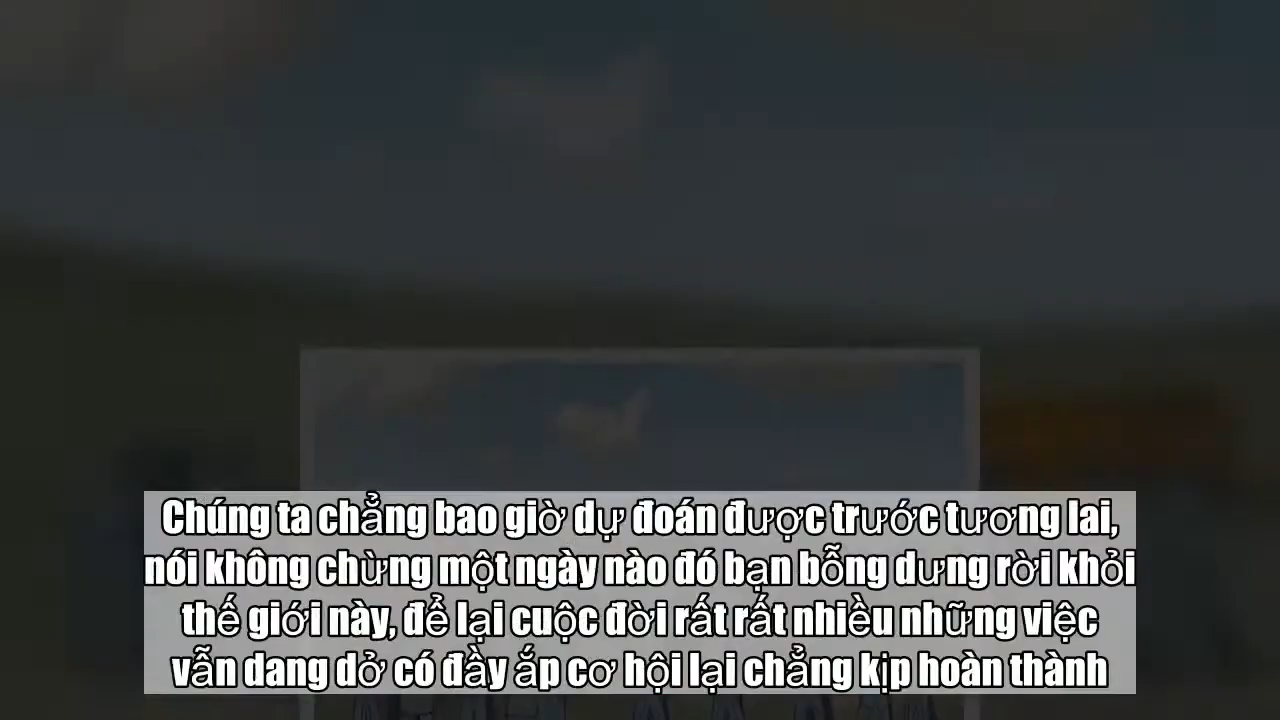 Chúng ta chẳng bao giờ dự đoán được trước tương lai,
nói không chừng một ngày nào đó bạn bỗng dưng rời khỏi
thế giới này, để lại cuộc đời rất rất nhiều những việc
vẫn dang dở có đầy ắp cơ hội lại chẳng kịp hoàn thành